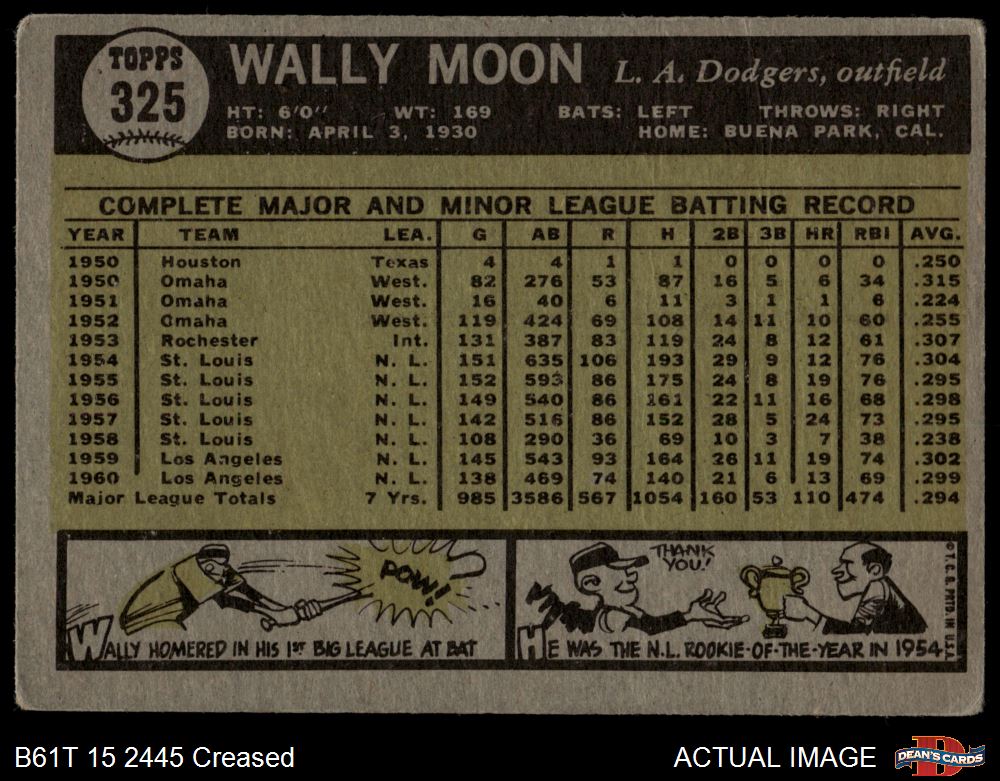 TOPPS
325
WALLY MOON L. A. Dodgers, outfield
HT: 6'0" WT: 169 BATS: LEFT THROWS: RIGHT
BORN: APRIL 3, 1930 HOME: BUENA PARK, CAL.
COMPLETE MAJOR AND MINOR LEAGUE BATTING RECORD
YEAR TEAM LEA. G AB R H 2B 3B HR RBI AVG.
1950 Houston Texas 4 4 1 1 0 0 0 0 .250
1950 Omaha West. 82 276 53 87 16 5 6 34 .315
1951 Omaha West. 16 40 6 11 3 1 1 6 .224
1952 Omaha West. 119 424 69 108 14 11 10 60 .255
1953 Rochester Int. 131 387 83 119 24 8 12 61 .307
1954 St. Louis N. L. 151 635 106 193 29 9 12 76 .304
1955 St. Louis N. L. 152 593 86 175 24 8 19 76 .295
1956 St. Louis N. L. 149 540 86 161 22 11 16 68 .298
1957 St. Louis N. L. 142 516 86 152 28 5 24 73 .295
1958 St. Louis N. L. 108 290 36 69 10 3 7 38 .238
1959 Los Angeles N. L. 145 543 93 164 26 11 19 74 .302
1960 Los Angeles N. L. 138 469 74 140 21 6 13 69 .299
Major League Totals 7 Yrs. 985 3586 567 1054 160 53 110 474 .294
POW!
WALLY HOMERED IN HIS 1ST BIG LEAGUE AT BAT
THANK
YOU!
HE WAS THE N.L. ROOKIE-OF-THE-YEAR IN 1954
© T.C.G. PRTD. IN U.S.A.
B61T 15 2445 Creased ACTUAL IMAGE
D
DEAN'S CARDS